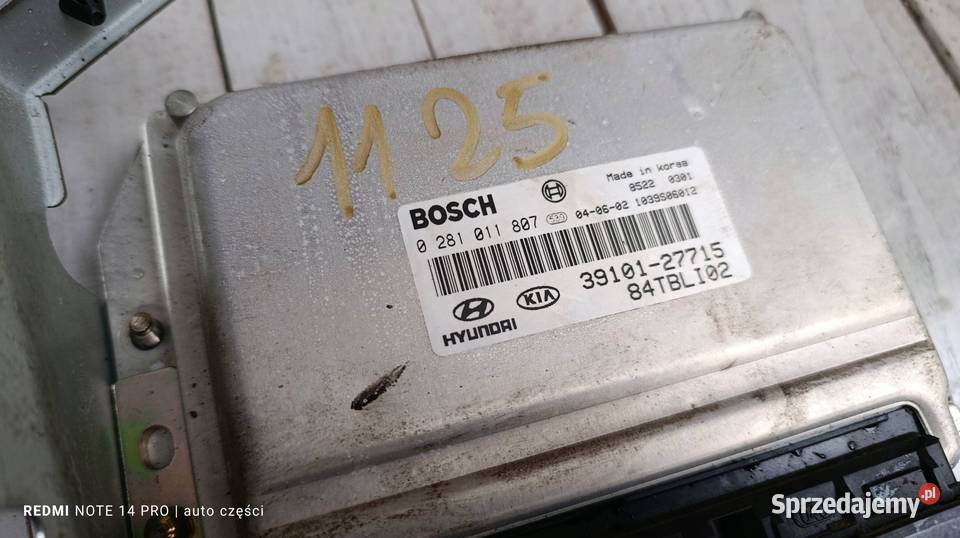 1125
Made in korea
8522 0301
BOSCH
0 281 011 807 04-06-02 1039S06012
39101-27715
84TBLI02
HYUNDAI KIA
REDMI NOTE 14 PRO | auto części
Sprzedajemy.pl